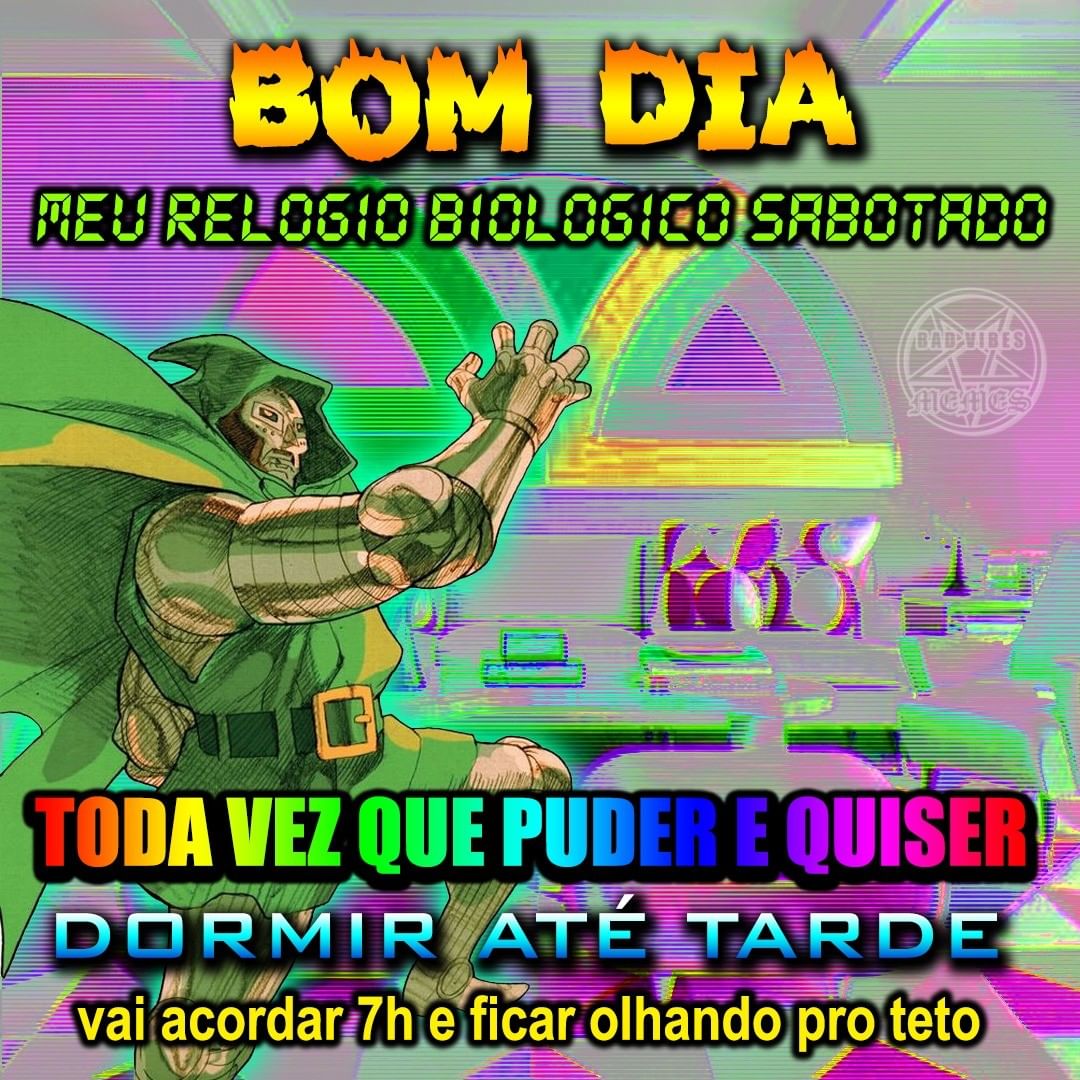 BOM DIA
MEU RELOGIO BIOLOGICO SABOTADO
BAD VIBES
MEMES
TODA VEZ QUE PUDER E QUISER
DORMIR ATÉ TARDE
vai acordar 7h e ficar olhando pro teto